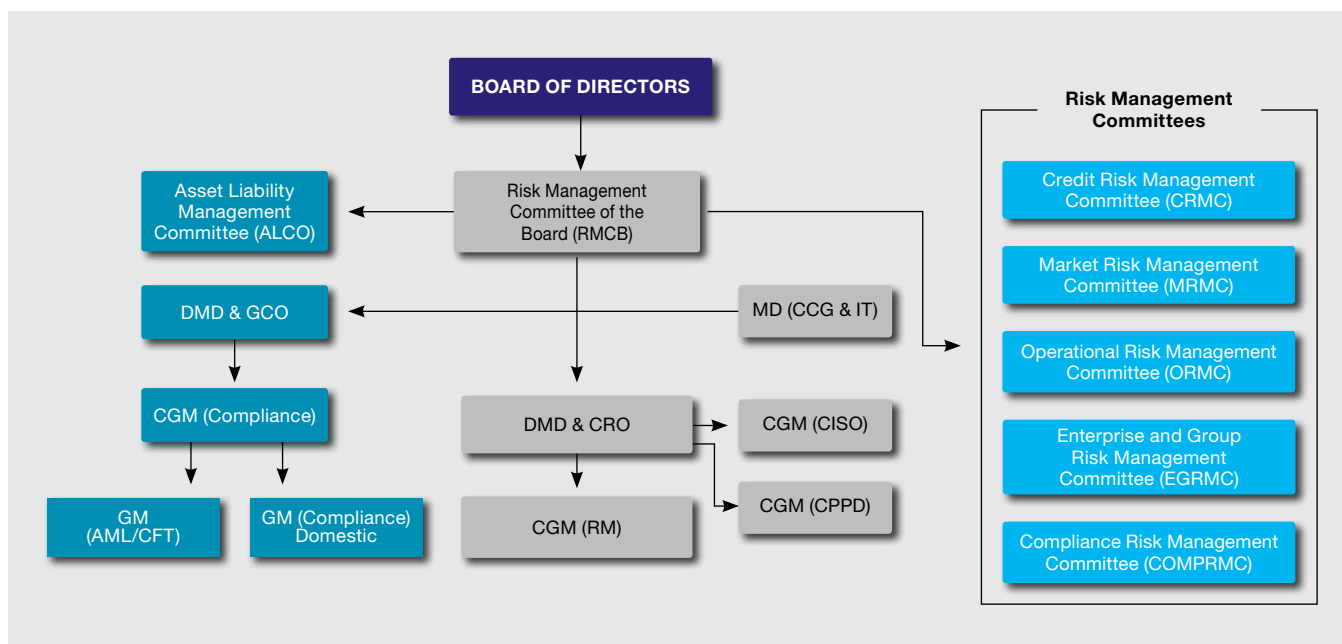 BOARD OF DIRECTORS
Asset Liability
Management
Committee (ALCO)
Risk Management
Committee of the
Board (RMCB)
DMD & GCO
MD (CCG & IT)
CGM (Compliance)
DMD & CRO
CGM (CISO)
GM
(AML/CFT)
GM (Compliance)
Domestic
CGM (RM)
CGM (CPPD)
Risk Management
Committees
Credit Risk Management
Committee (CRMC)
Market Risk Management
Committee (MRMC)
Operational Risk Management
Committee (ORMC)
Enterprise and Group
Risk Management
Committee (EGRMC)
Compliance Risk Management
Committee (COMPRMC)